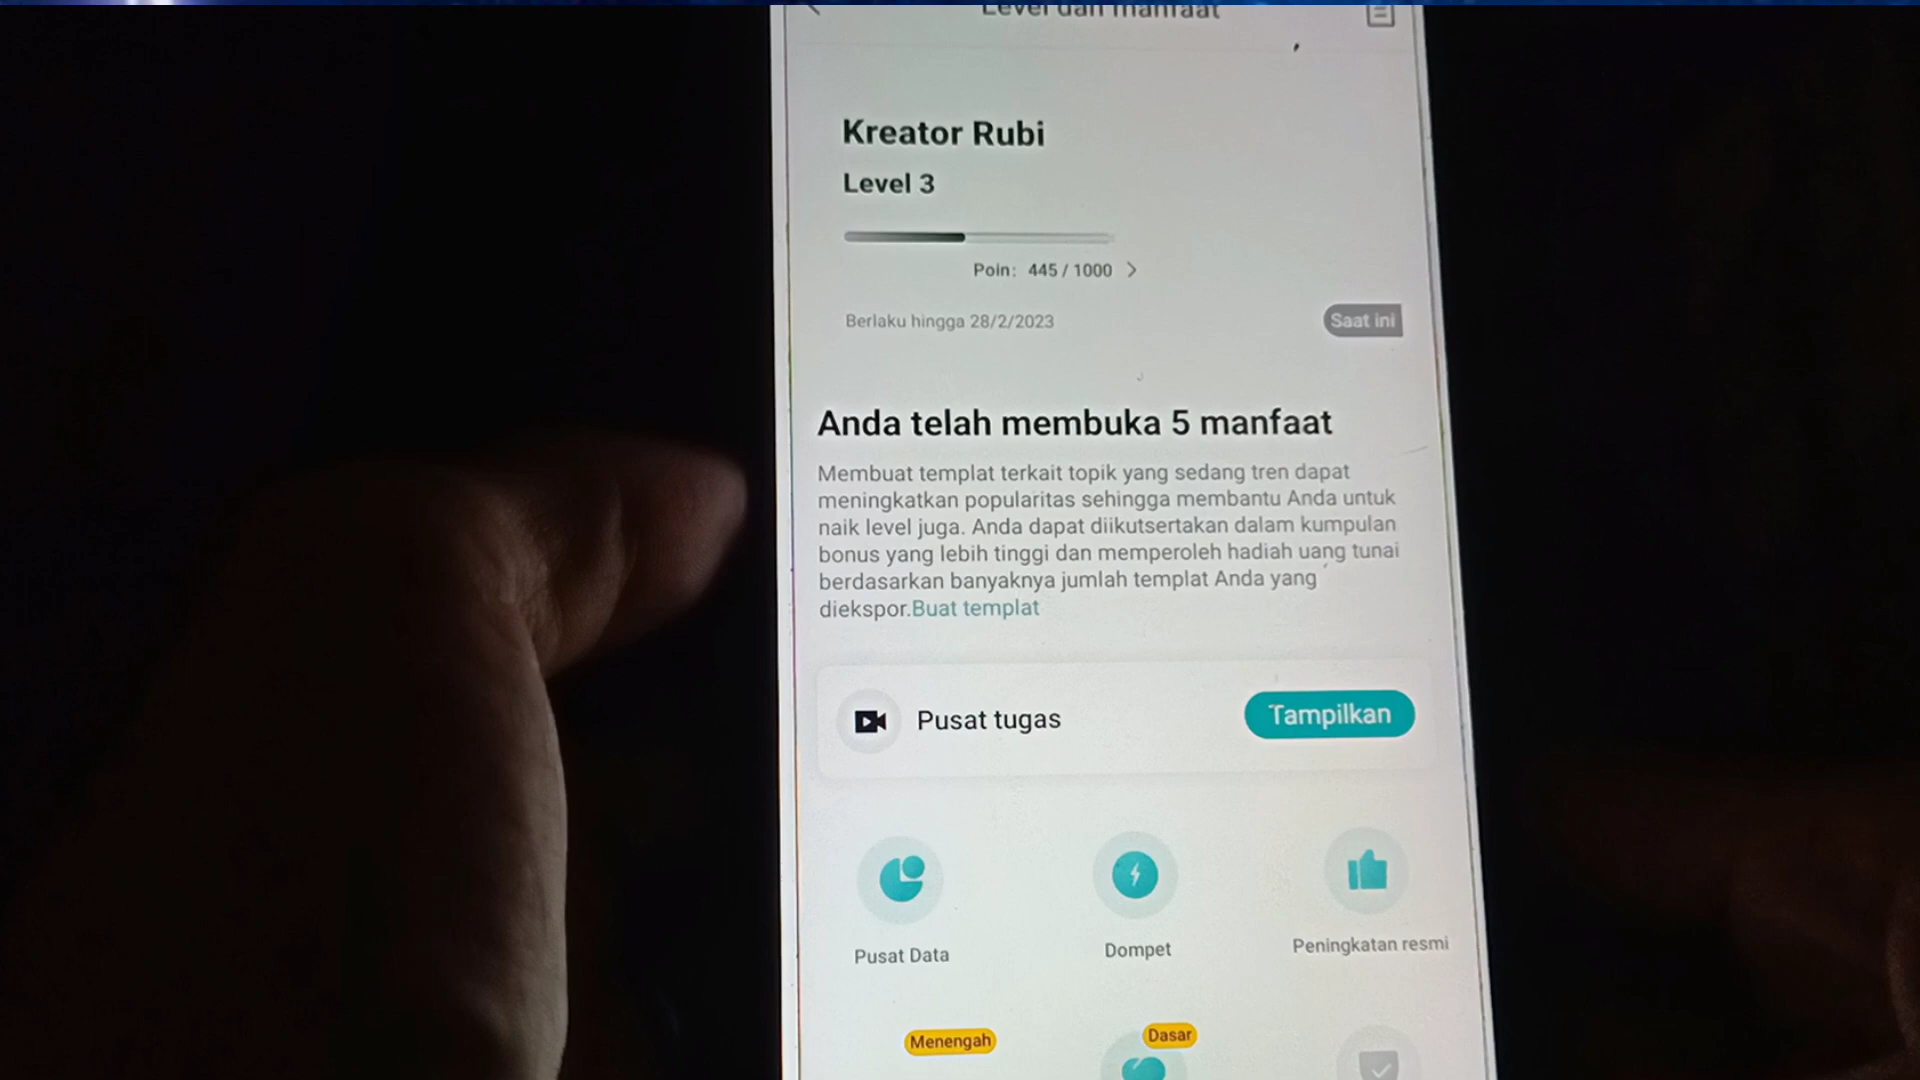 Level dan manfaat
Kreator Rubi
Level 3
Poin: 445 / 1000
Berlaku hingga 28/2/2023
Saat ini
Anda telah membuka 5 manfaat
Membuat templat terkait topik yang sedang tren dapat
meningkatkan popularitas sehingga membantu Anda untuk
naik level juga. Anda dapat diikutsertakan dalam kumpulan
bonus yang lebih tinggi dan memperoleh hadiah uang tunai
berdasarkan banyaknya jumlah templat Anda yang
diekspor.Buat templat
Pusat tugas
Tampilkan
Pusat Data
Dompet
Peningkatan resmi
Menengah
Dasar